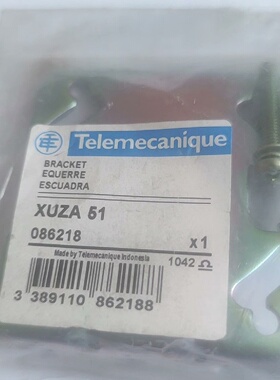 Telemecanique
BRACKET
EQUERRE
ESCUADRA
XUZA 51
086218
x1
Made by Telemecanique Indonesia
1042
3 389110 862188